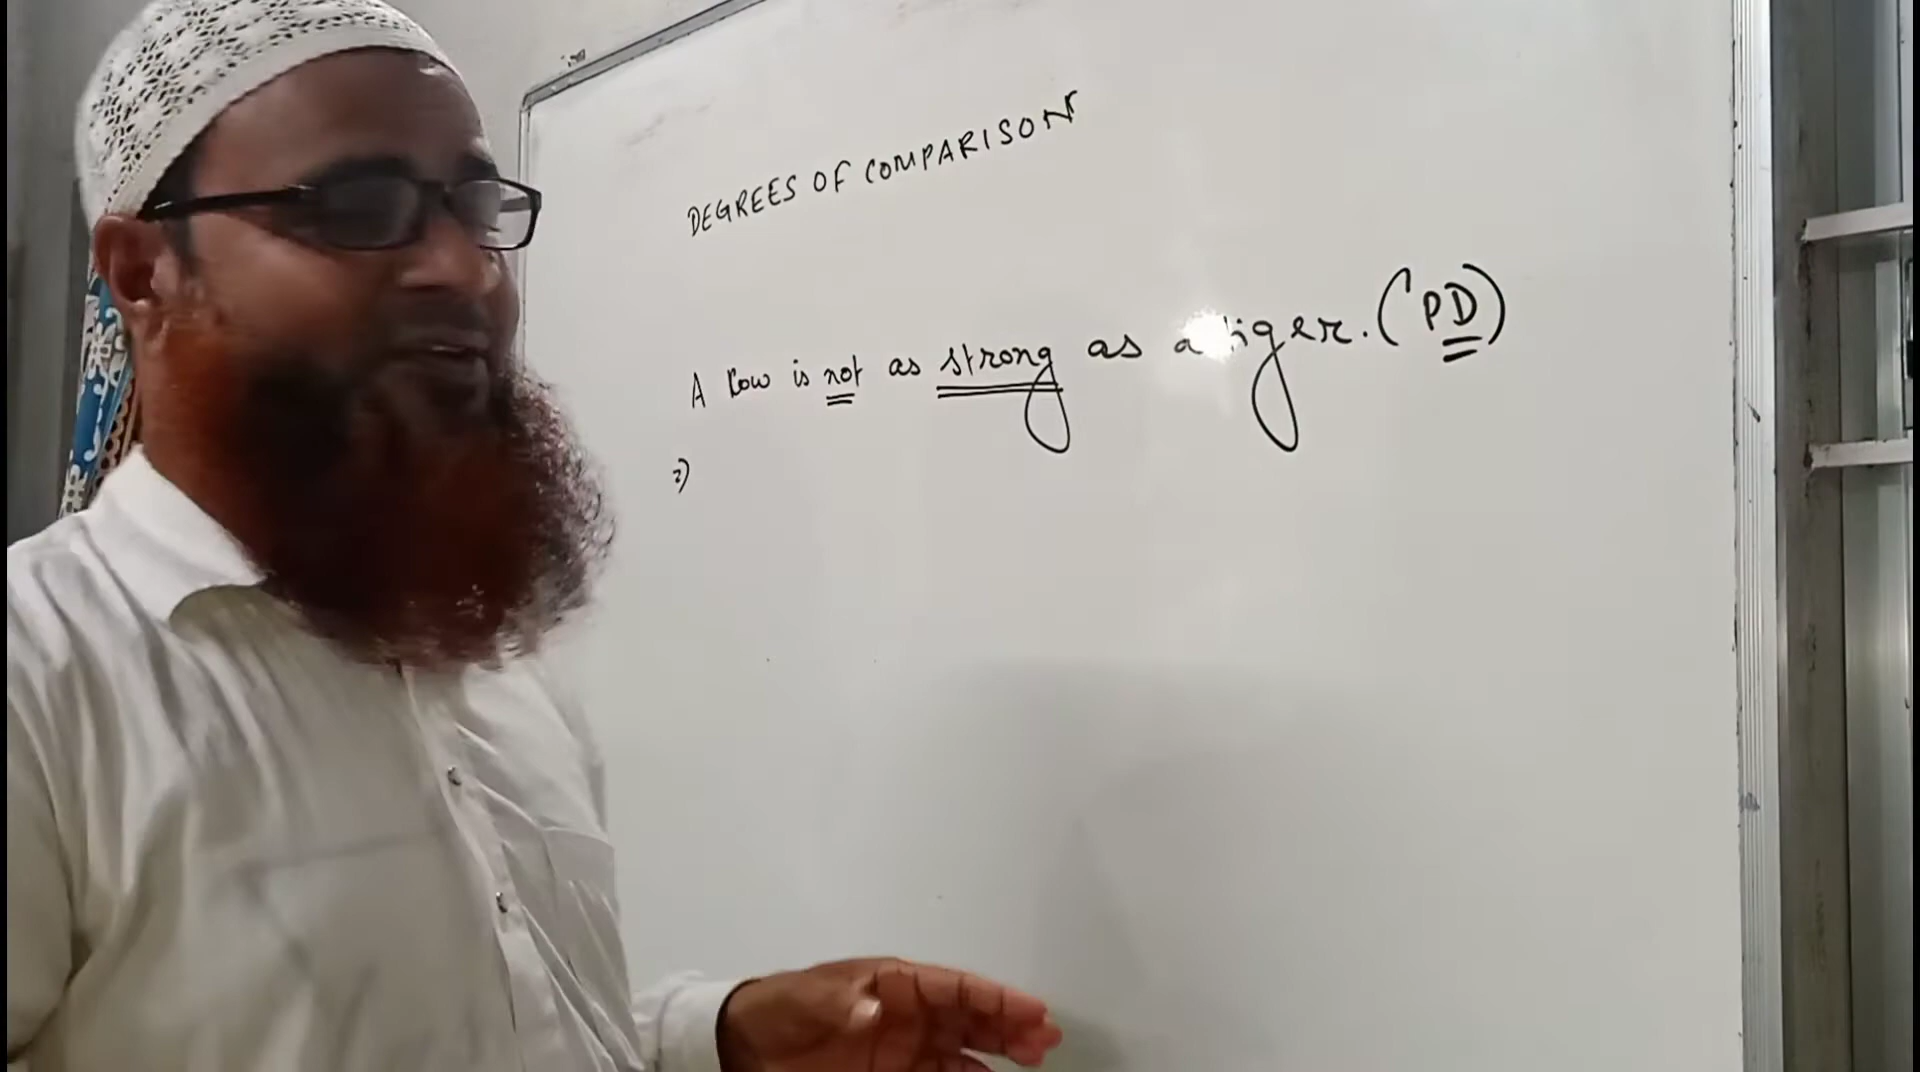 DEGREES OF COMPARISON
A Cow is not as strong as a tiger. (PD)
2)